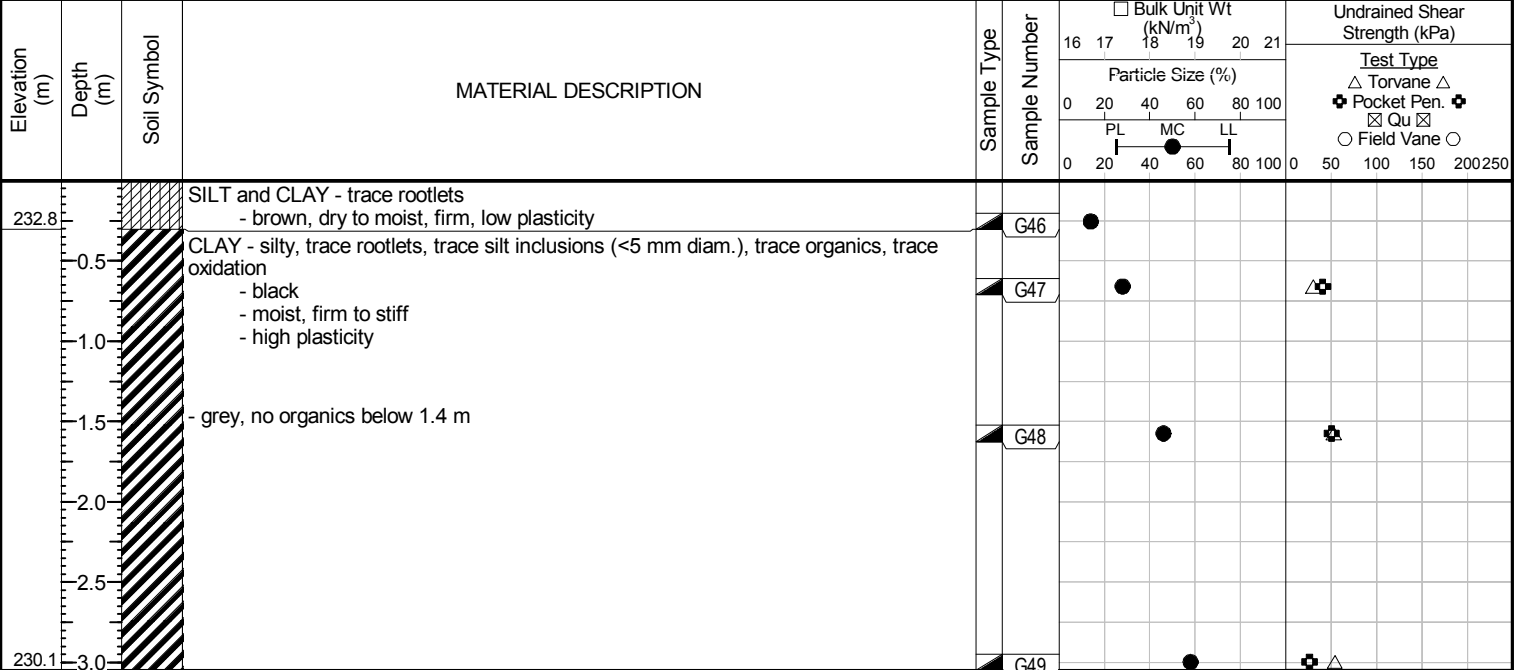 Elevation
(m)
Depth
(m)
Soil Symbol
MATERIAL DESCRIPTION
Sample Type
Sample Number
Bulk Unit Wt
(kN/m3)
16 17 18 19 20 21
Particle Size (%)
0 20 40 60 80 100
PL MC LL
0 20 40 60 80 100
Undrained Shear
Strength (kPa)
Test Type
△ Torvane △
Pocket Pen.
☒ Qu ☒
○ Field Vane ○
0 50 100 150 200250
SILT and CLAY - trace rootlets
- brown, dry to moist, firm, low plasticity
232.8
G46
CLAY - silty, trace rootlets, trace silt inclusions (<5 mm diam.), trace organics, trace
oxidation
-0.5
- black
G47
- moist, firm to stiff
- high plasticity
-1.0
- grey, no organics below 1.4 m
-1.5
G48
-2.0
-2.5
230.1
-3.0
G49